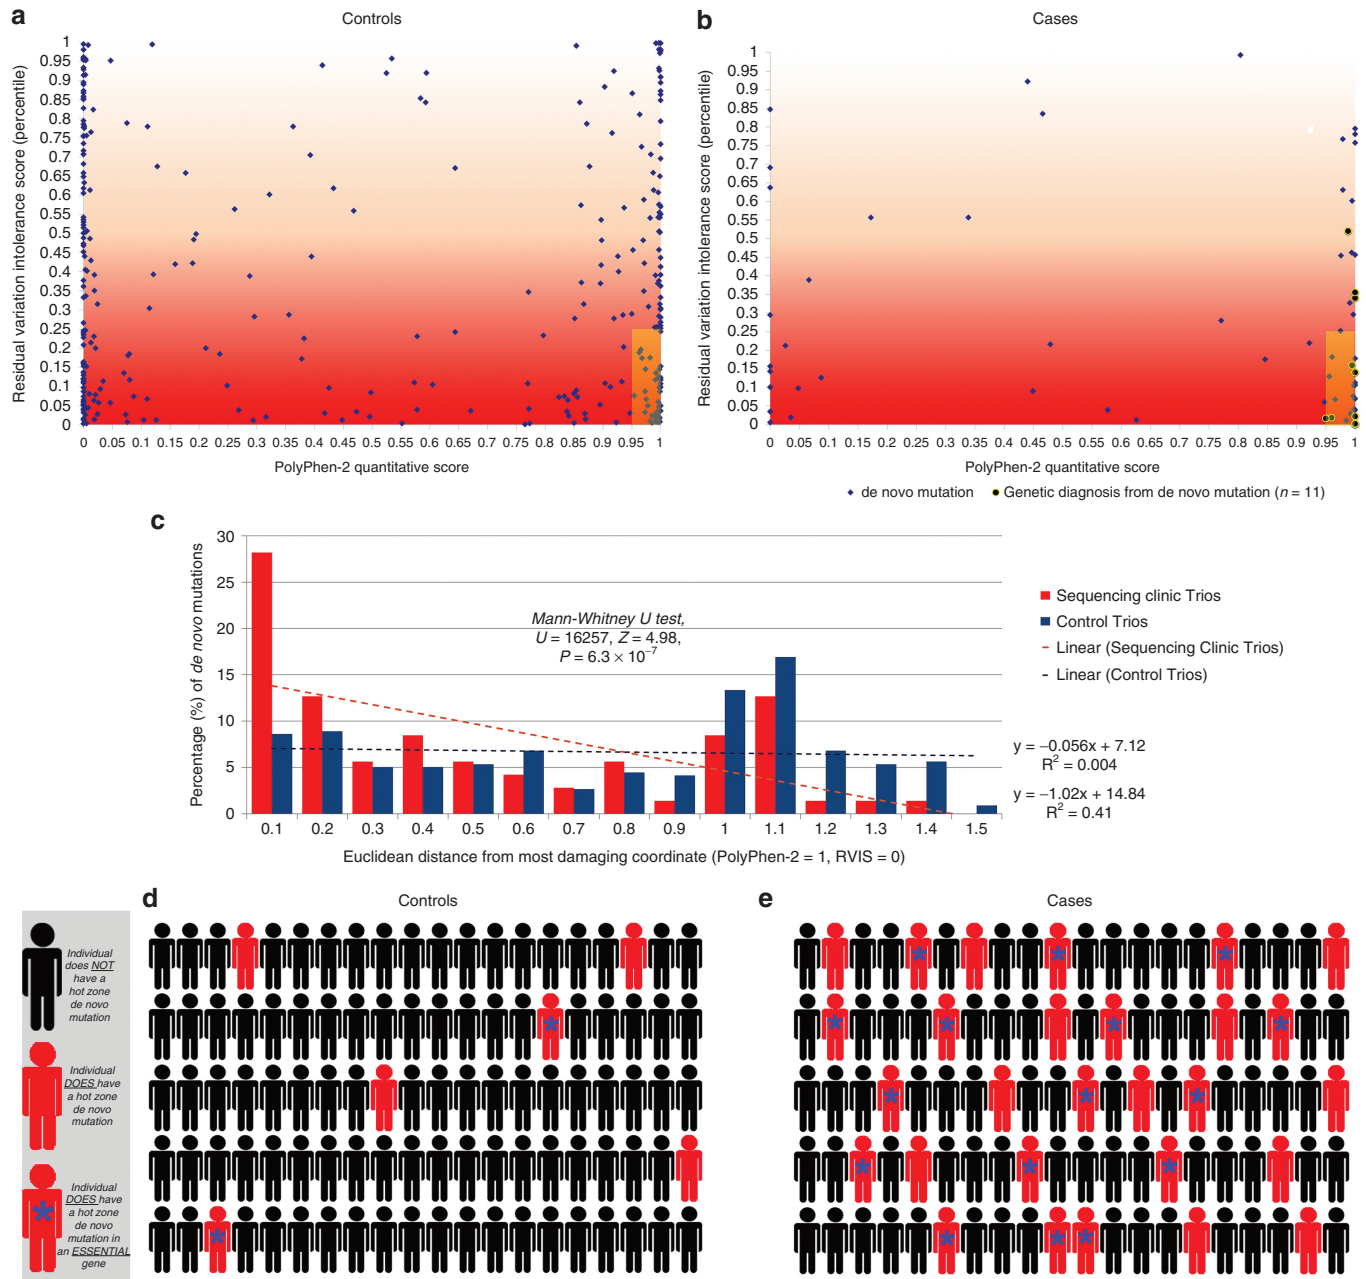 a
Controls
Residual variation intolerance score (percentile)
1
0.95
0.9
0.85
0.8
0.75
0.7
0.65
0.6
0.55
0.5
0.45
0.4
0.35
0.3
0.25
0.2
0.15
0.1
0.05
0
0 0.05 0.1 0.15 0.2 0.25 0.3 0.35 0.4 0.45 0.5 0.55 0.6 0.65 0.7 0.75 0.8 0.85 0.9 0.95 1
PolyPhen-2 quantitative score
b
Cases
Residual variation intolerance score (percentile)
1
0.95
0.9
0.85
0.8
0.75
0.7
0.65
0.6
0.55
0.5
0.45
0.4
0.35
0.3
0.25
0.2
0.15
0.1
0.05
0
0 0.05 0.1 0.15 0.2 0.25 0.3 0.35 0.4 0.45 0.5 0.55 0.6 0.65 0.7 0.75 0.8 0.85 0.9 0.95 1
PolyPhen-2 quantitative score
de novo mutation
Genetic diagnosis from de novo mutation (n = 11)
c
Percentage (%) of de novo mutations
30
25
20
15
10
5
0
Mann-Whitney U test,
U = 16257, Z = 4.98,
P = 6.3 × 10⁻⁷
0.1 0.2 0.3 0.4 0.5 0.6 0.7 0.8 0.9 1 1.1 1.2 1.3 1.4 1.5
Euclidean distance from most damaging coordinate (PolyPhen-2 = 1, RVIS = 0)
Sequencing clinic Trios
Control Trios
Linear (Sequencing Clinic Trios)
Linear (Control Trios)
y = −0.056x + 7.12
R² = 0.004
y = −1.02x + 14.84
R² = 0.41
Individual
does NOT
have a
hot zone
de novo
mutation
Individual
DOES have
a hot zone
de novo
mutation
Individual
DOES have
a hot zone
de novo
mutation in
an ESSENTIAL
gene
d
Controls
e
Cases